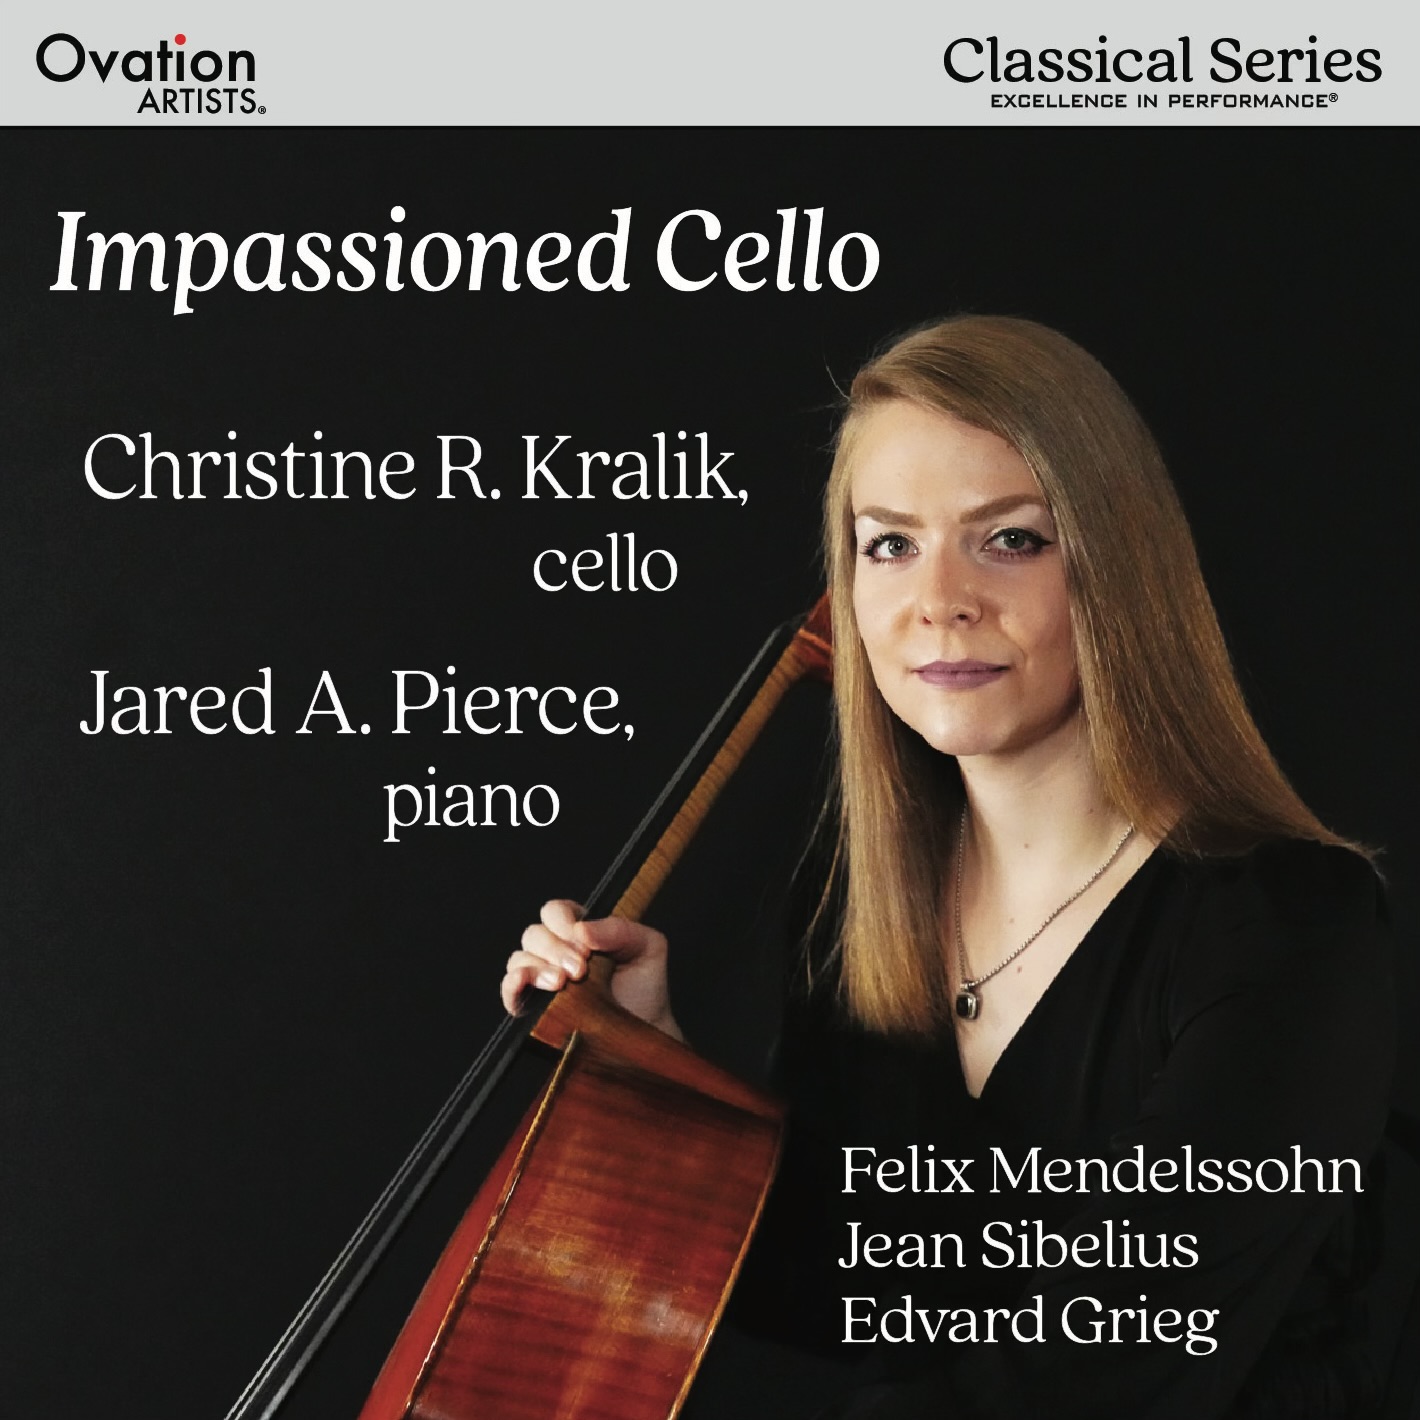 Ovation
ARTISTS®
Classical Series
EXCELLENCE IN PERFORMANCE®
Impassioned Cello
Christine R. Kralik,
cello
Jared A. Pierce,
piano
Felix Mendelssohn
Jean Sibelius
Edvard Grieg